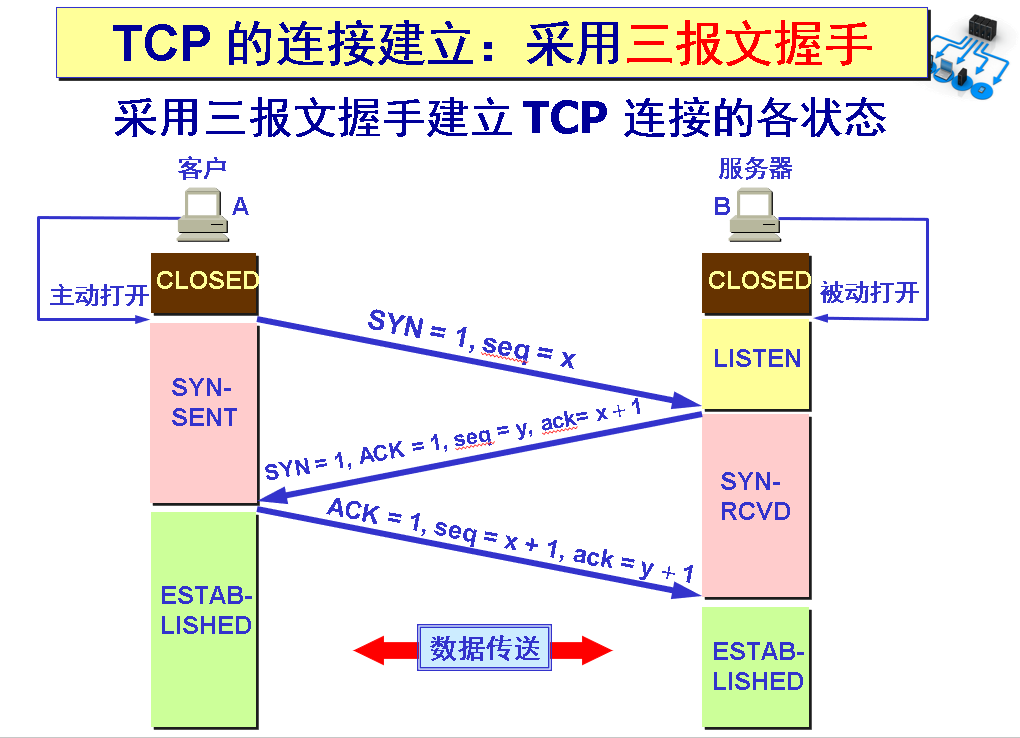 TCP 的连接建立：采用三报文握手
采用三报文握手建立 TCP 连接的各状态
客户
服务器
A
B
CLOSED
CLOSED
主动打开
被动打开
SYN = 1, seq = x
LISTEN
SYN-
SENT
SYN = 1, ACK = 1, seq = y, ack= x + 1
SYN-
RCVD
ACK = 1, seq = x + 1, ack = y + 1
ESTAB-
LISHED
数据传送
ESTAB-
LISHED